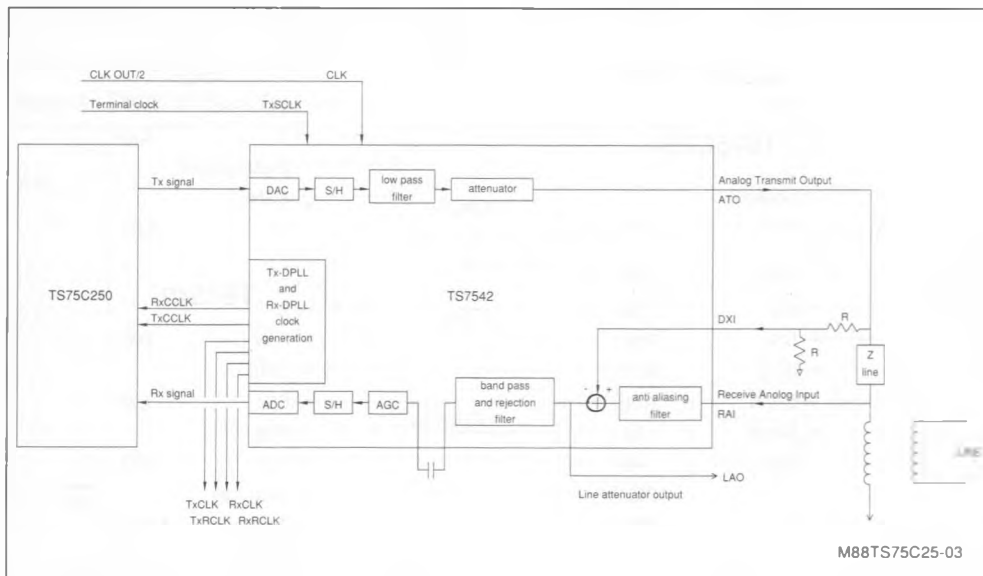 CLK OUT/2
CLK
Terminal clock
TxSCLK
Tx signal
DAC
S/H
low pass
filter
attenuator
Analog Transmit Output
ATO
TS75C250
Tx-DPLL
and
Rx-DPLL
clock
generation
TS7542
RxCCLK
TxCCLK
DXI
R
R
Z
line
Rx signal
ADC
S/H
AGC
band pass
and rejection
filter
-
+
anti aliasing
filter
Receive Anolog Input
RAI
LINE
LAO
Line attenuator output
TxCLK
RxCLK
TxRCLK
RxRCLK
M88TS75C25-03